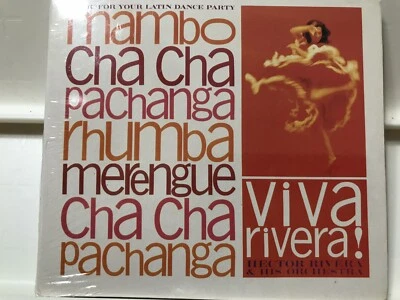 FOR YOUR LATIN DANCE PARTY
mambo
cha cha
pachanga
rhumba
merengue
cha cha
pachanga
viva
rivera!
HECTOR RIVERA
& HIS ORCHESTRA